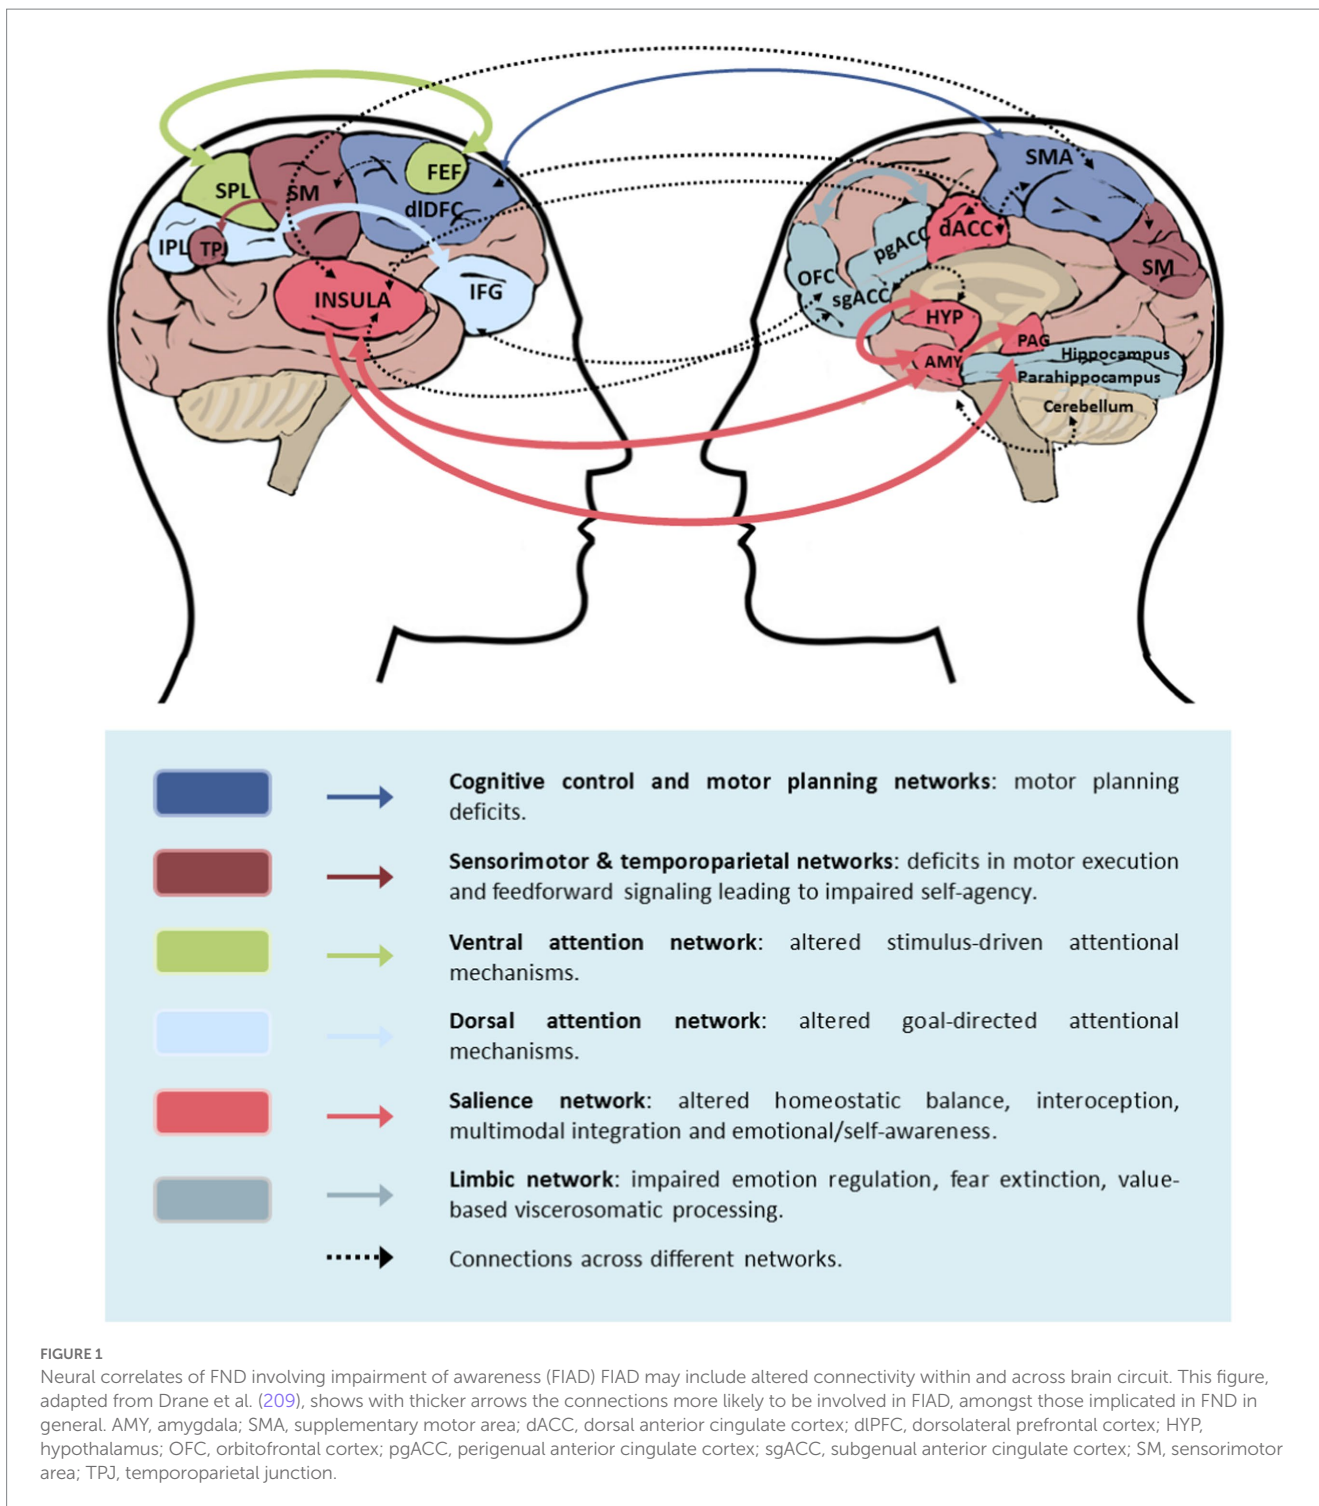 SPL
SM
FEF
dlDFC
IPL
TPJ
INSULA
IFG
SMA
dACC
pgACC
OFC
sgACC
SM
HYP
PAG
AMY
Hippocampus
Parahippocampus
Cerebellum
Cognitive control and motor planning networks: motor planning
deficits.
Sensorimotor & temporoparietal networks: deficits in motor execution
and feedforward signaling leading to impaired self-agency.
Ventral attention network: altered stimulus-driven attentional
mechanisms.
Dorsal attention network: altered goal-directed attentional
mechanisms.
Salience network: altered homeostatic balance, interoception,
multimodal integration and emotional/self-awareness.
Limbic network: impaired emotion regulation, fear extinction, value-
based viscerosomatic processing.
Connections across different networks.
FIGURE 1
Neural correlates of FND involving impairment of awareness (FIAD) FIAD may include altered connectivity within and across brain circuit. This figure,
adapted from Drane et al. (209), shows with thicker arrows the connections more likely to be involved in FIAD, amongst those implicated in FND in
general. AMY, amygdala; SMA, supplementary motor area; dACC, dorsal anterior cingulate cortex; dlPFC, dorsolateral prefrontal cortex; HYP,
hypothalamus; OFC, orbitofrontal cortex; pgACC, perigenual anterior cingulate cortex; sgACC, subgenual anterior cingulate cortex; SM, sensorimotor
area; TPJ, temporoparietal junction.